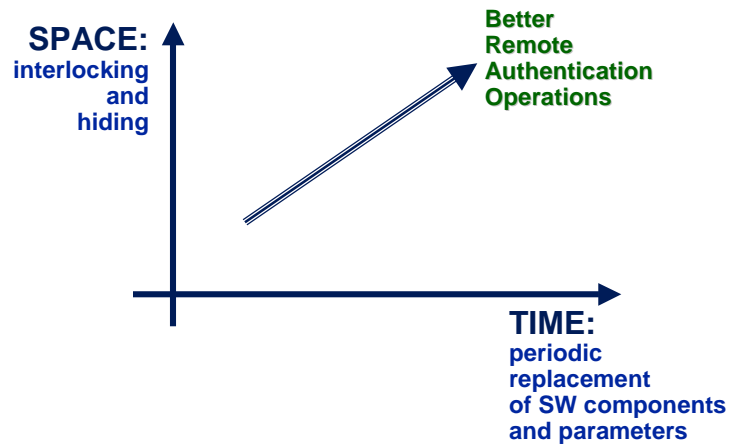 SPACE:
interlocking
and
hiding
Better
Remote
Authentication
Operations
TIME:
periodic
replacement
of SW components
and parameters